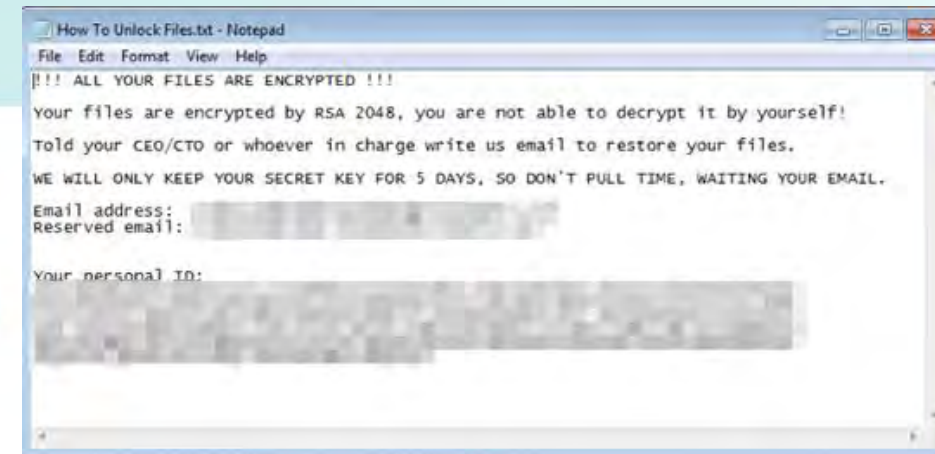 How To Unlock Files.txt - Notepad
File Edit Format View Help
!!! ALL YOUR FILES ARE ENCRYPTED !!!
Your files are encrypted by RSA 2048, you are not able to decrypt it by yourself!
Told your CEO/CTO or whoever in charge write us email to restore your files.
WE WILL ONLY KEEP YOUR SECRET KEY FOR 5 DAYS, SO DON'T PULL TIME, WAITING YOUR EMAIL.
Email address:
Reserved email:
Your personal ID: